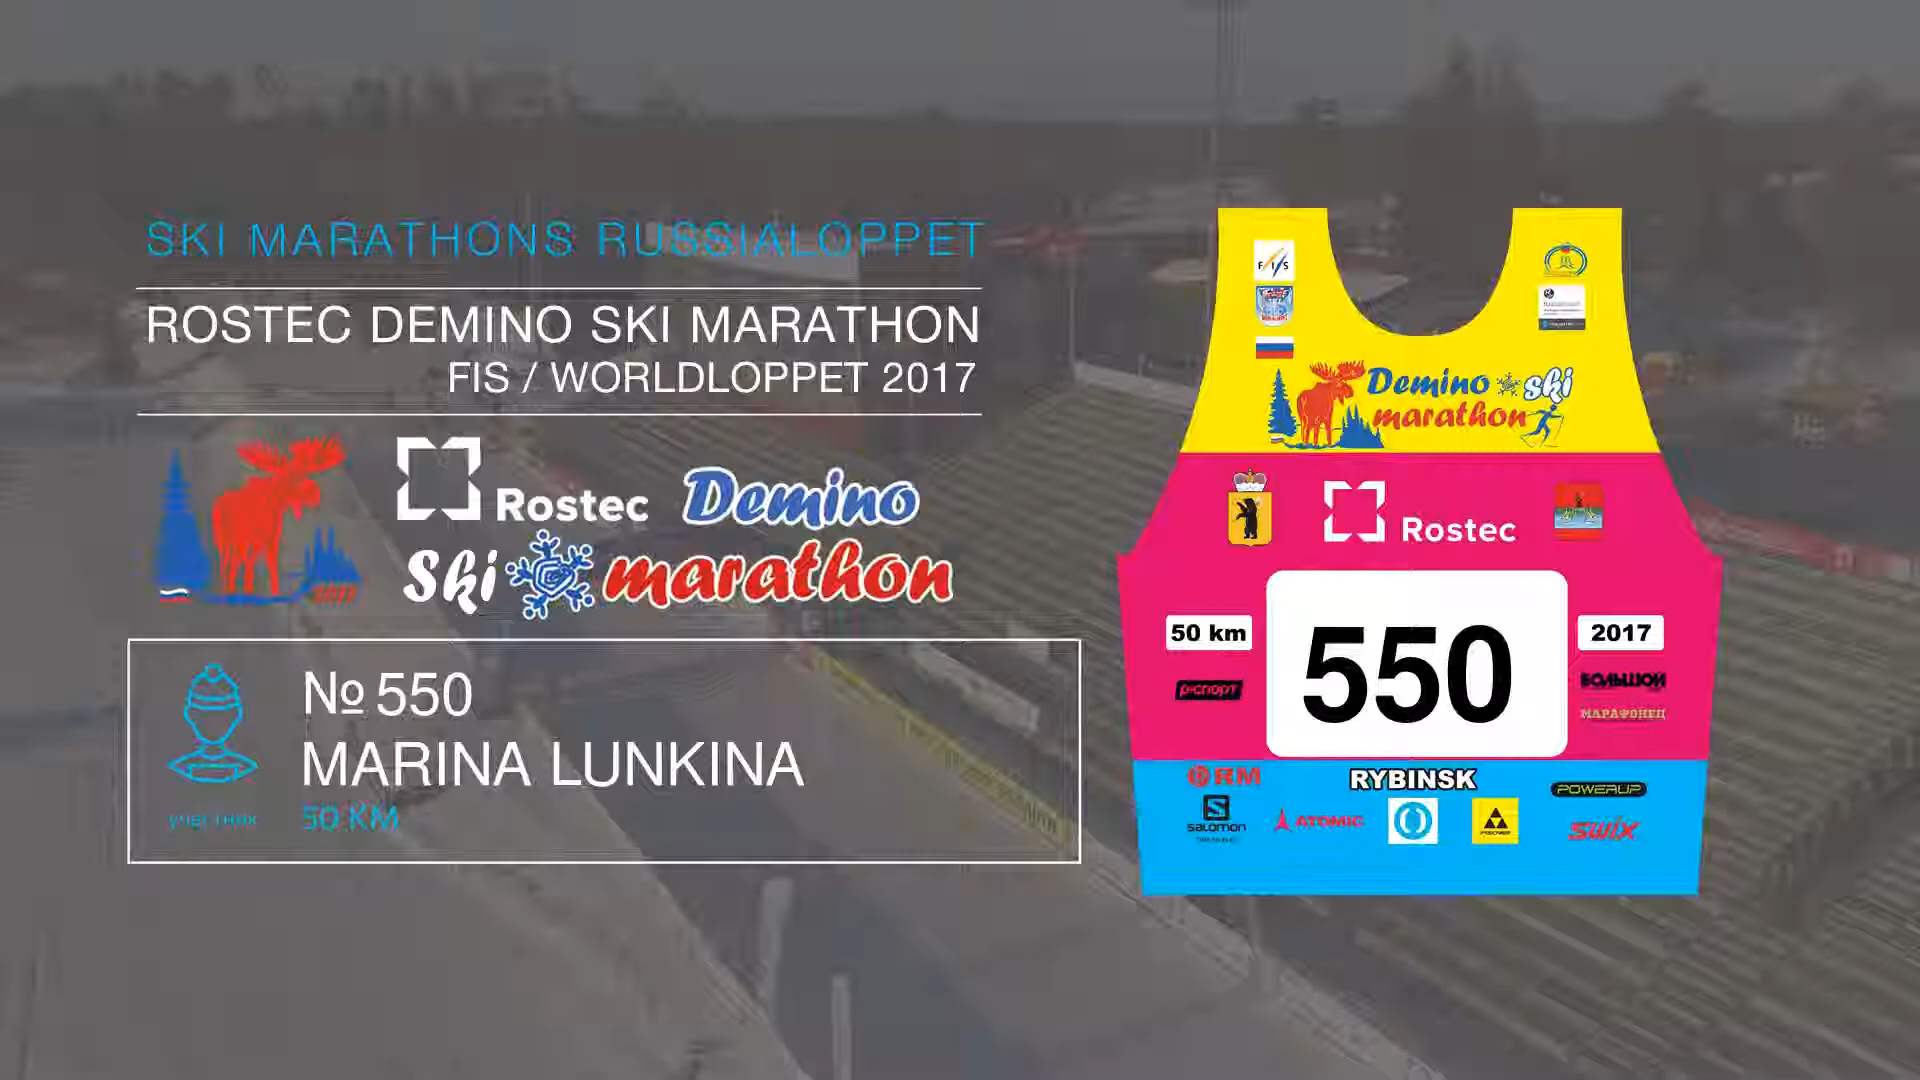 SKI MARATHONS RUSSIALOPPET
ROSTEC DEMINO SKI MARATHON
FIS / WORLDLOPPET 2017
Rostec Demino
Ski marathon
2017
№ 550
MARINA LUNKINA
участник
50 KM
F I S
Demino ski
marathon
Rostec
50 km
550
2017
Р-СПОРТ
БОЛЬШОЙ
МАРАФОНЕЦ
RM
RYBINSK
POWERUP
SALOMON
ATOMIC
FISCHER
SWIX